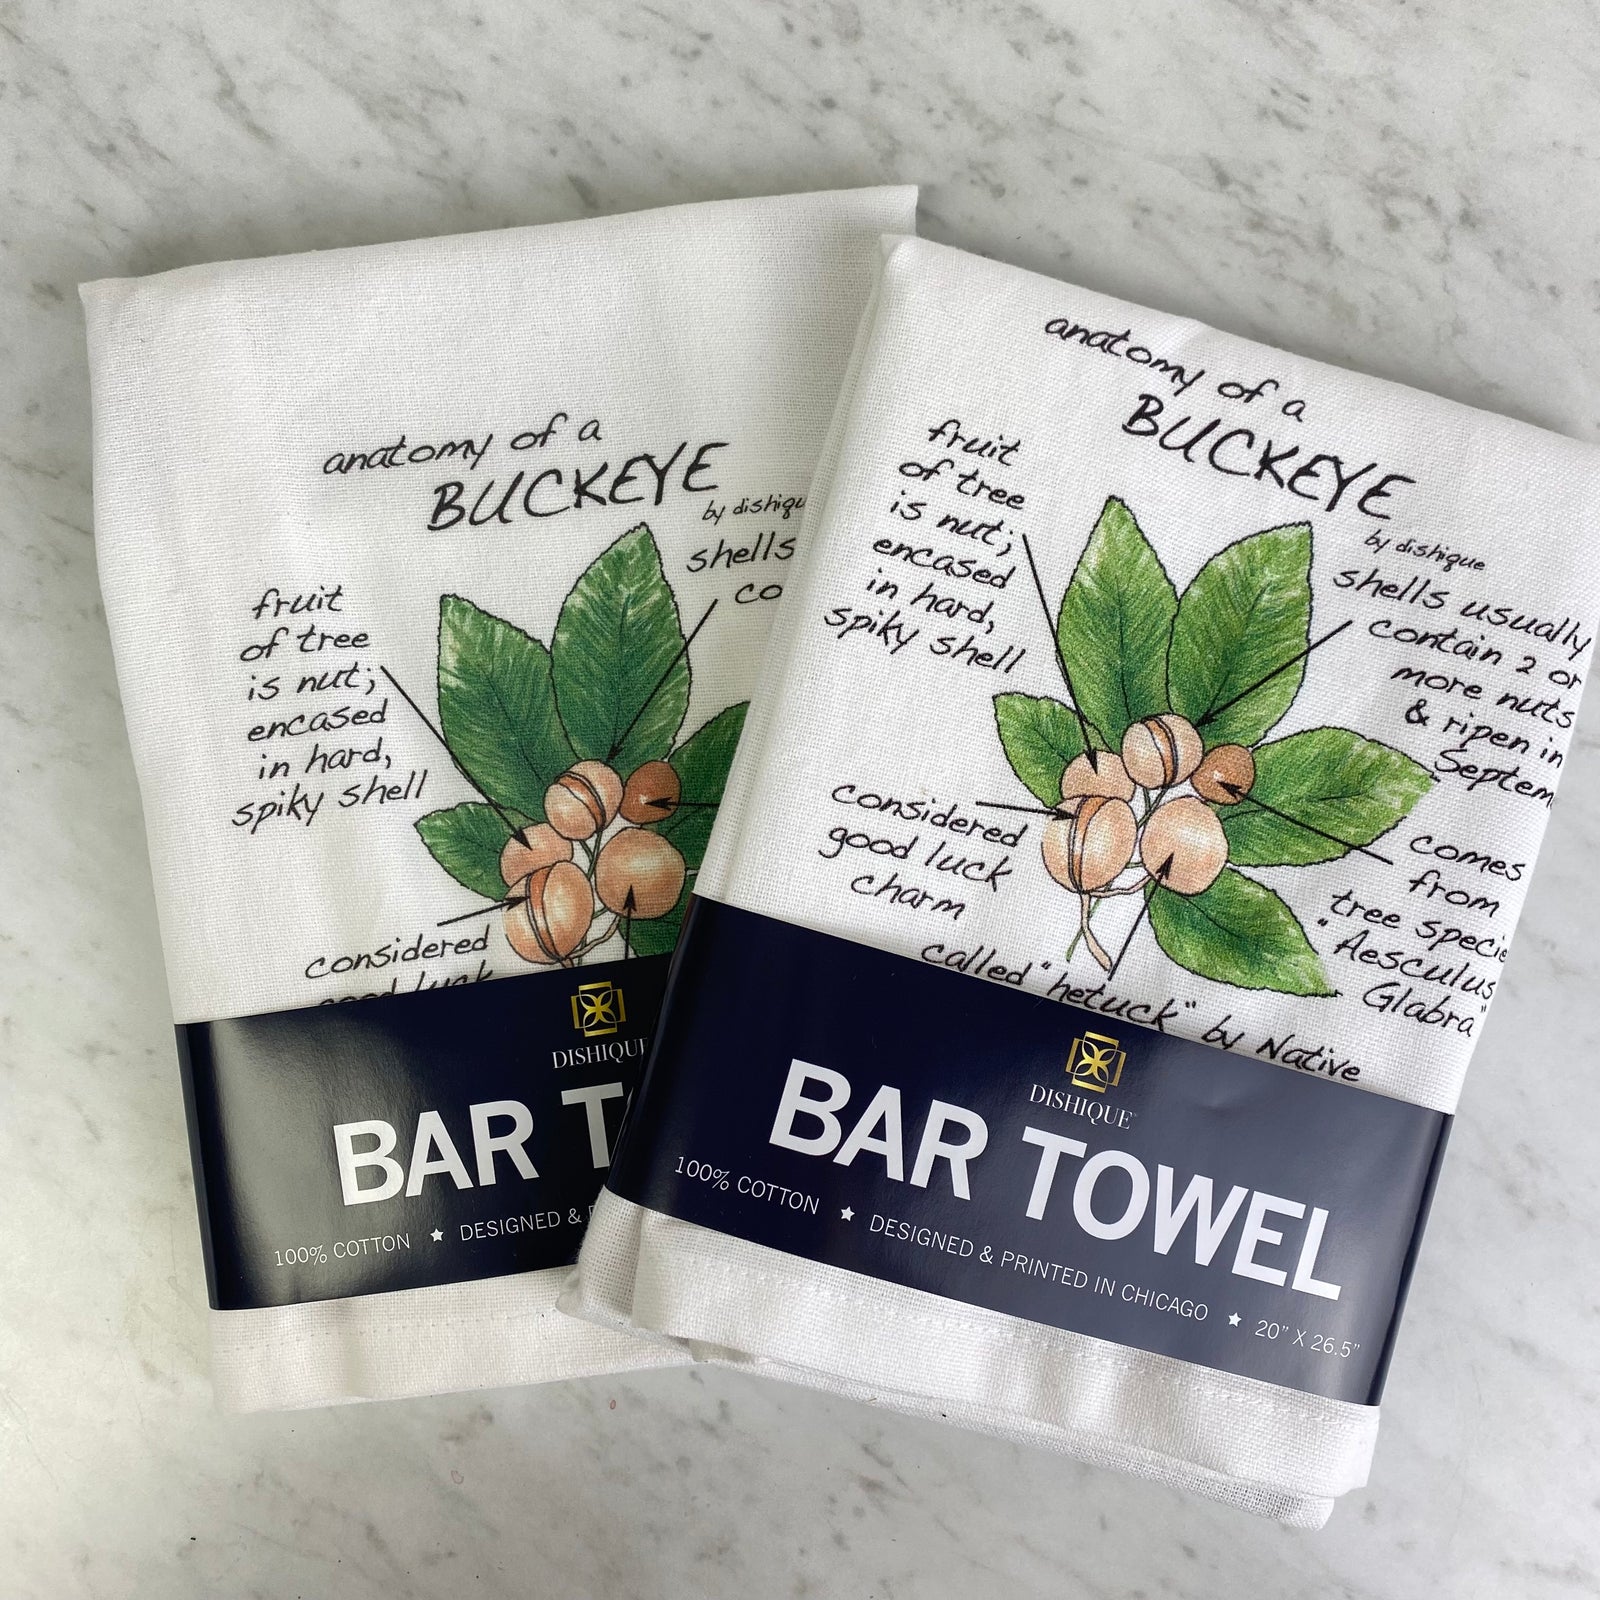 anatomy of a
BUCKEYE
by dishiqu
shells
co
fruit
of tree
is nut;
encased
in hard,
spiky shell
considered
good luck
DISHIQUE
BAR T
100% COTTON ★ DESIGNED &
anatomy of a
BUCKEYE
by dishique
fruit
of tree
is nut;
encased
in hard,
spiky shell
shells usually
contain 2 or
more nuts
& ripen in
Septem
considered
good luck
charm
comes
from
tree specie
"Aesculus
Glabra"
called "hetuck" by Native
DISHIQUE
BAR TOWEL
100% COTTON ★ DESIGNED & PRINTED IN CHICAGO ★ 20" X 26.5"